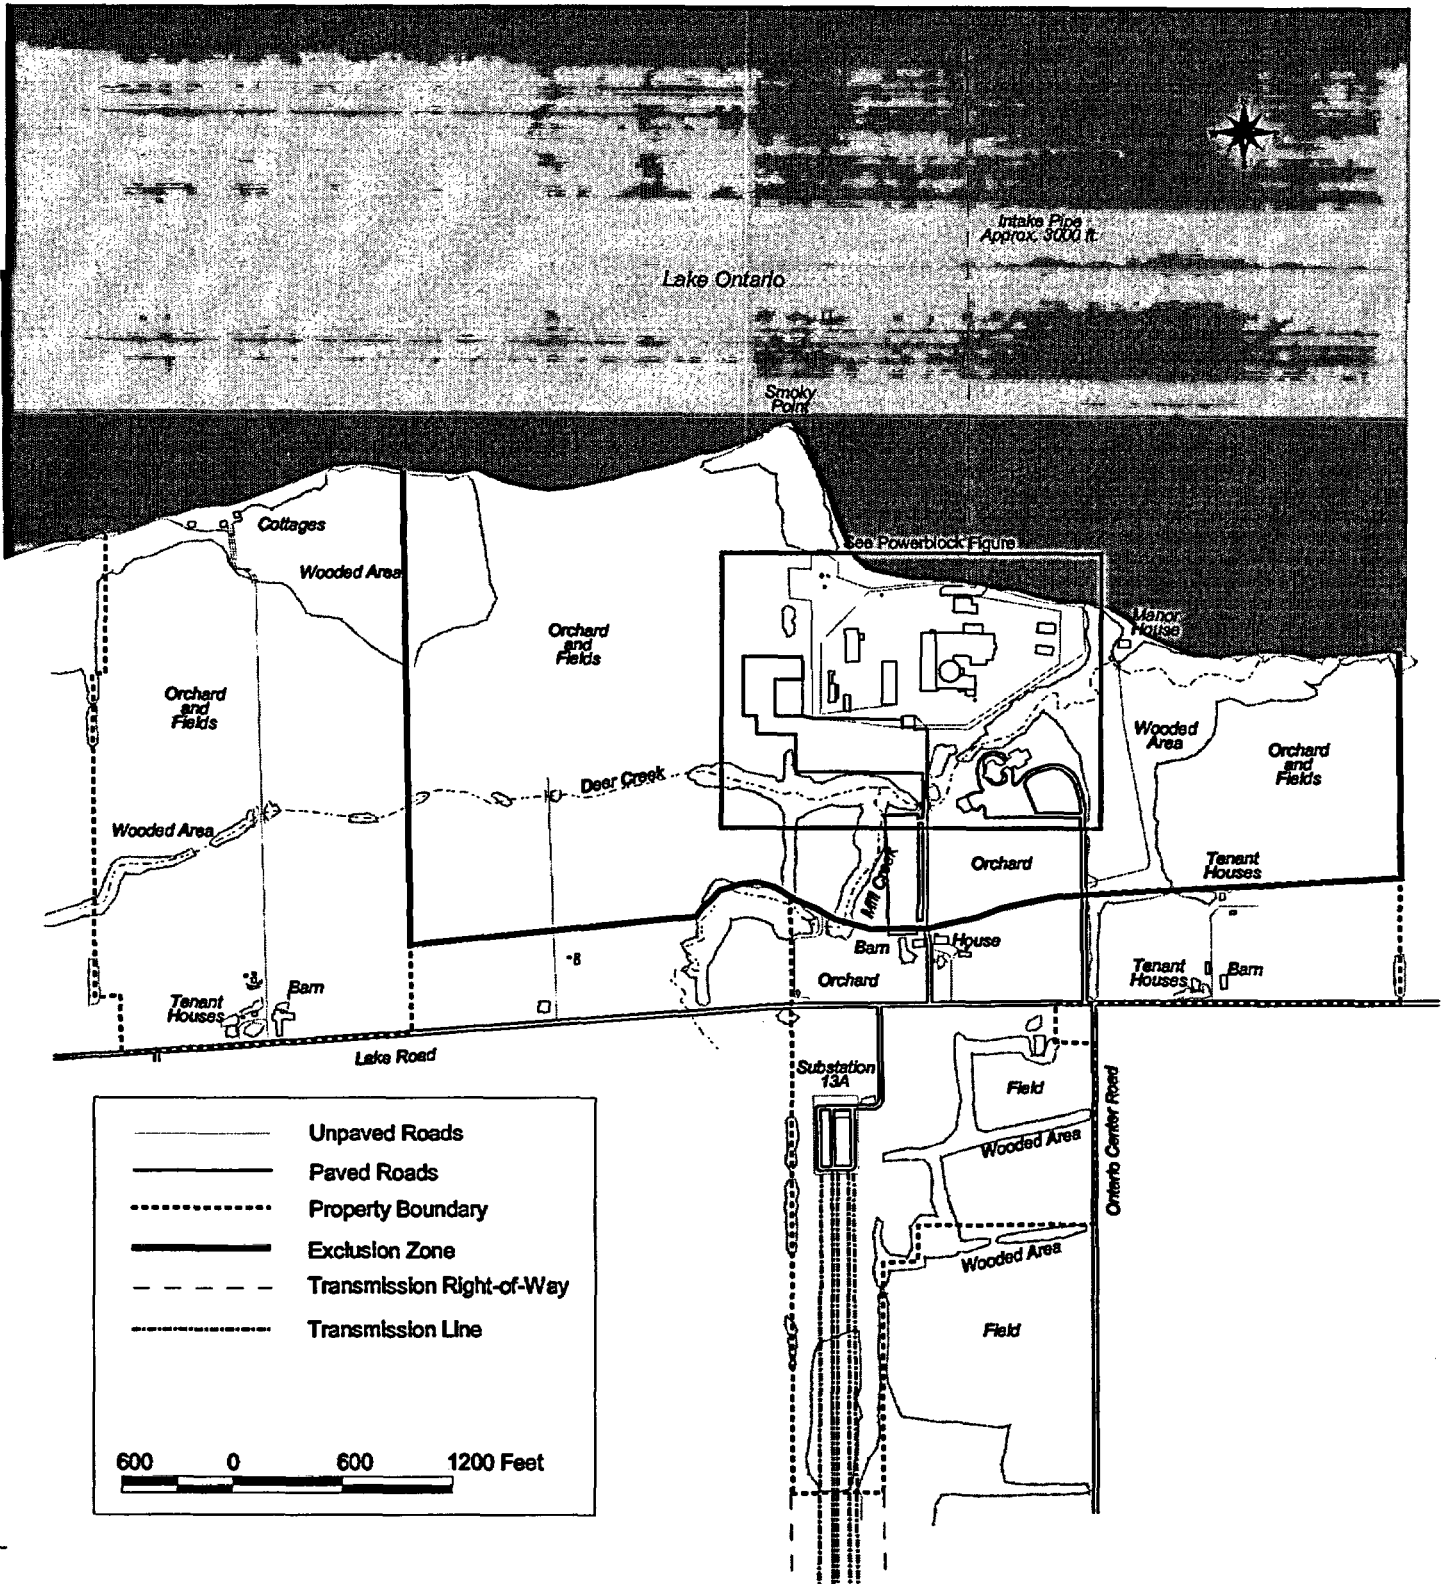 Intake Pipe
Approx. 3000 ft.
Lake Ontario
Smoky
Point
See Powerblock Figure
Cottages
Wooded Area
Manor
House
Orchard
and
Fields
Orchard
and
Fields
Wooded
Area
Orchard
and
Fields
Deer Creek
Wooded Area
Mill Creek
Orchard
Tenant
Houses
Barn
House
Orchard
Tenant
Houses
Barn
Tenant
Houses
Barn
Lake Road
Substation
13A
Field
Wooded Area
Ontario Center Road
Wooded Area
Field
Unpaved Roads
Paved Roads
Property Boundary
Exclusion Zone
Transmission Right-of-Way
Transmission Line
600 0 600 1200 Feet